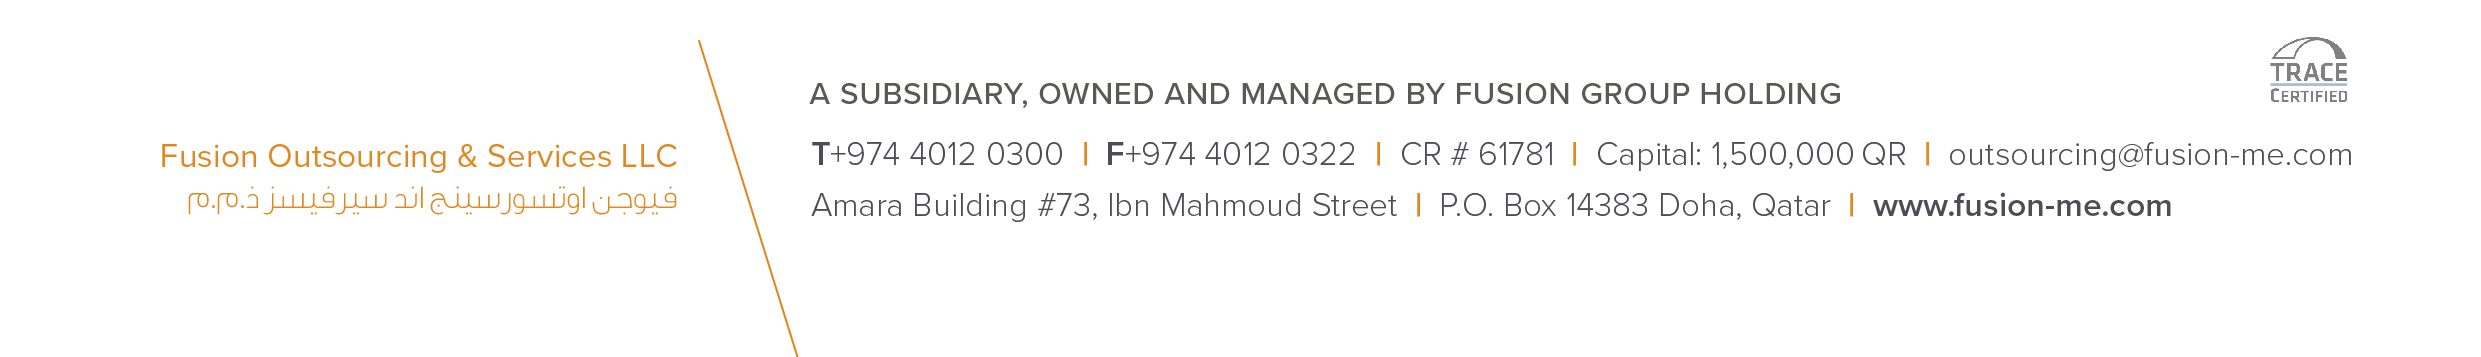 Fusion Outsourcing & Services LLC
فيوجن اوتسورسينج اند سيرفيسز ذ.م.م
A SUBSIDIARY, OWNED AND MANAGED BY FUSION GROUP HOLDING
T+974 4012 0300 | F+974 4012 0322 | CR # 61781 | Capital: 1,500,000 QR | outsourcing@fusion-me.com
Amara Building #73, Ibn Mahmoud Street | P.O. Box 14383 Doha, Qatar | www.fusion-me.com
TRACE
CERTIFIED